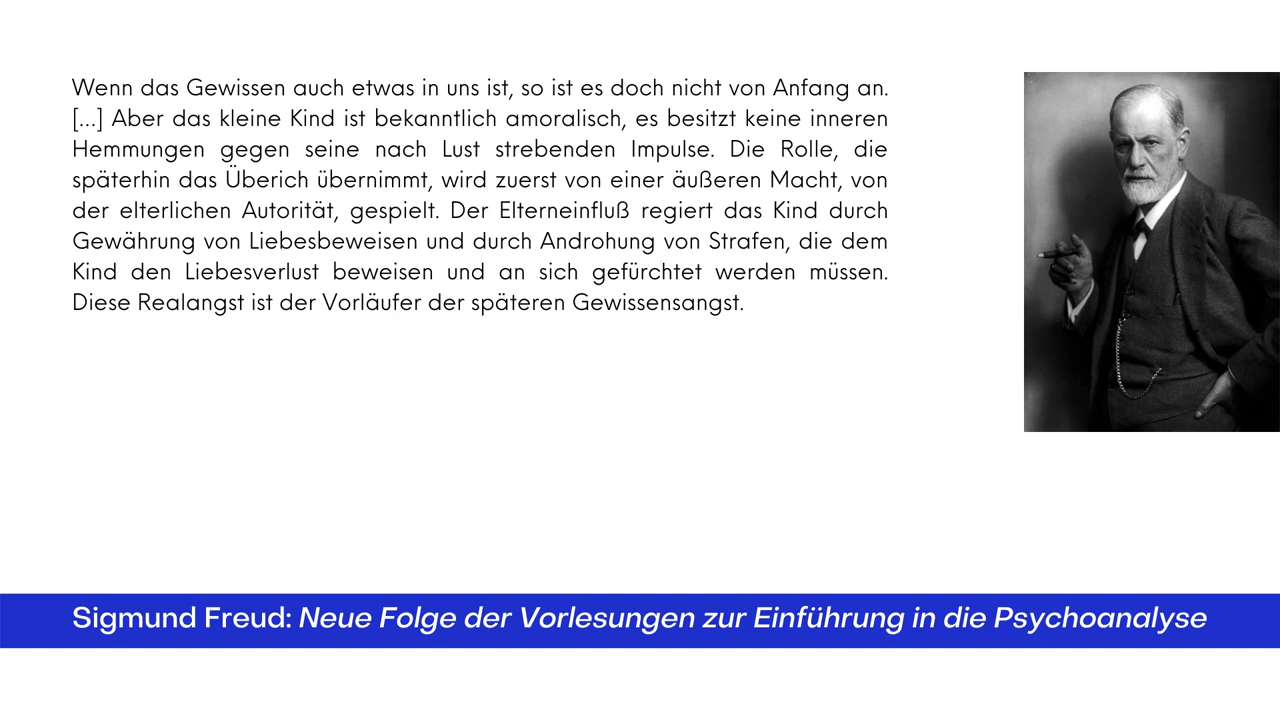 Wenn das Gewissen auch etwas in uns ist, so ist es doch nicht von Anfang an.
[...] Aber das kleine Kind ist bekanntlich amoralisch, es besitzt keine inneren
Hemmungen gegen seine nach Lust strebenden Impulse. Die Rolle, die
späterhin das Überich übernimmt, wird zuerst von einer äußeren Macht, von
der elterlichen Autorität, gespielt. Der Elterneinfluß regiert das Kind durch
Gewährung von Liebesbeweisen und durch Androhung von Strafen, die dem
Kind den Liebesverlust beweisen und an sich gefürchtet werden müssen.
Diese Realangst ist der Vorläufer der späteren Gewissensangst.
Sigmund Freud: Neue Folge der Vorlesungen zur Einführung in die Psychoanalyse